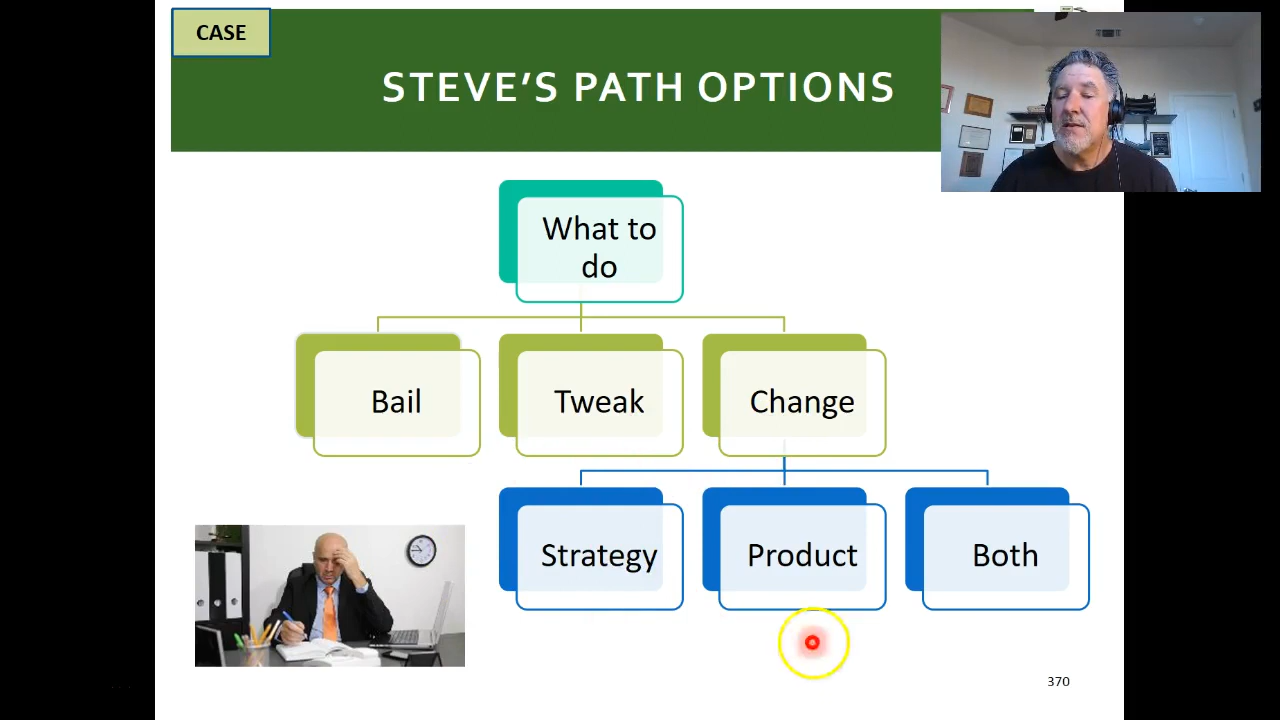 CASE
STEVE'S PATH OPTIONS
What to
do
Bail
Tweak
Change
Strategy
Product
Both
370